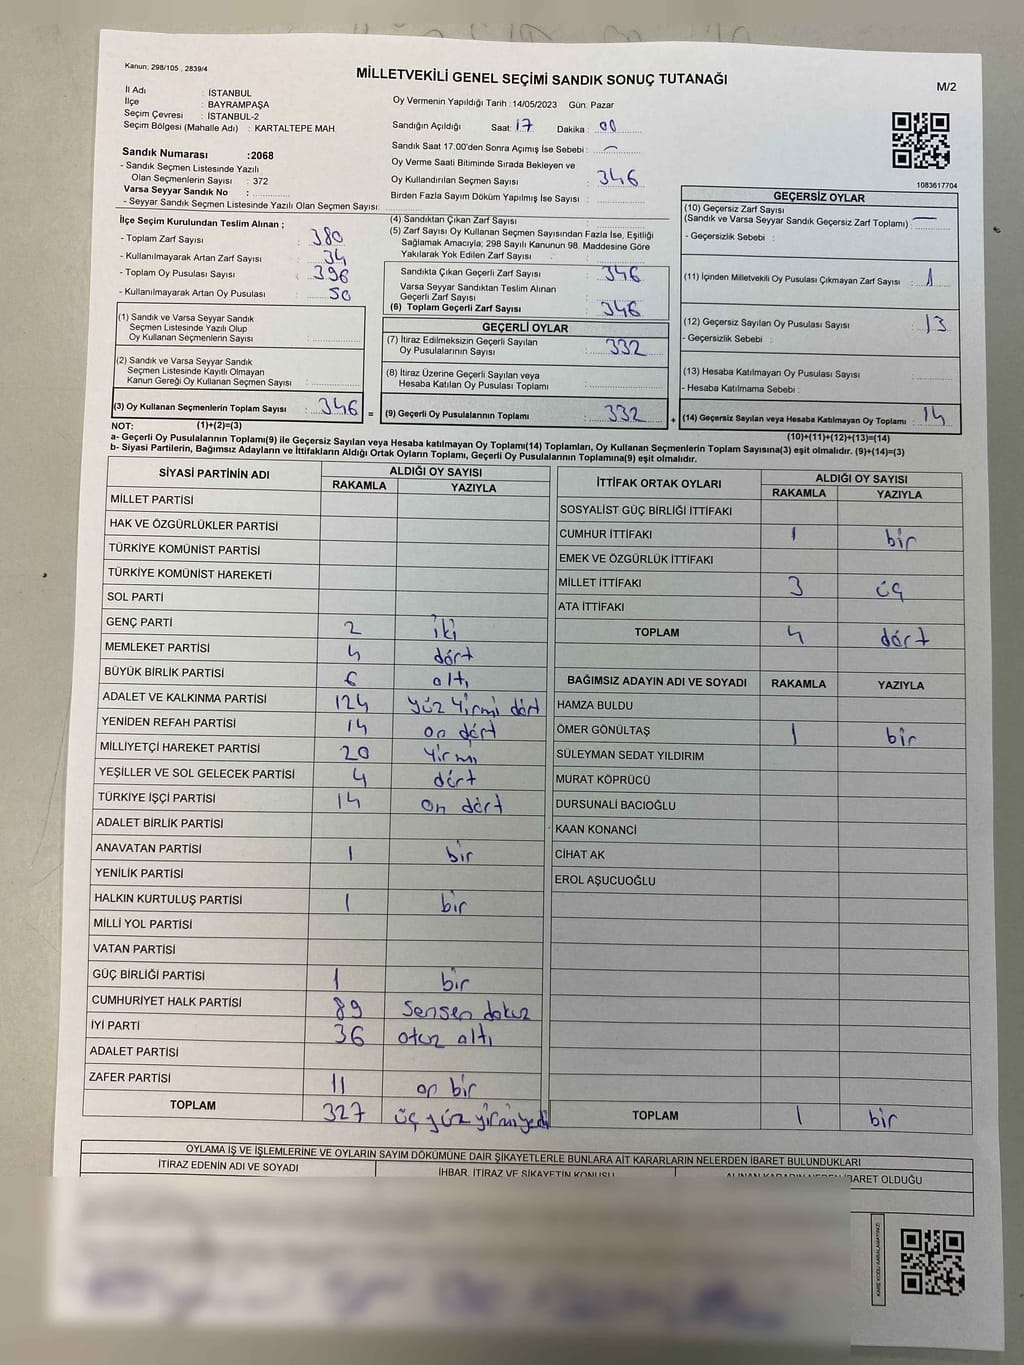 Kanun: 298/105 , 2839/4
MİLLETVEKİLİ GENEL SEÇİMİ SANDIK SONUÇ TUTANAĞI
M/2
İl Adı : İSTANBUL
İlçe : BAYRAMPAŞA
Seçim Çevresi : İSTANBUL-2
Seçim Bölgesi (Mahalle Adı) : KARTALTEPE MAH.
Oy Vermenin Yapıldığı Tarih :14/05/2023 Gün: Pazar
Sandığın Açıldığı Saat: 17 Dakika : 00
Sandık Saat 17.00'den Sonra Açımış İse Sebebi : —
Oy Verme Saati Bitiminde Sırada Bekleyen ve
Oy Kullandırılan Seçmen Sayısı : 346
Birden Fazla Sayım Döküm Yapılmış İse Sayısı :
Sandık Numarası :2068
- Sandık Seçmen Listesinde Yazılı
Olan Seçmenlerin Sayısı : 372
Varsa Seyyar Sandık No :
- Seyyar Sandık Seçmen Listesinde Yazılı Olan Seçmen Sayısı:
1083617704
İlçe Seçim Kurulundan Teslim Alınan ;
- Toplam Zarf Sayısı : 380
- Kullanılmayarak Artan Zarf Sayısı : 34
- Toplam Oy Pusulası Sayısı : 396
- Kullanılmayarak Artan Oy Pusulası : 50
(1) Sandık ve Varsa Seyyar Sandık
Seçmen Listesinde Yazılı Olup
Oy Kullanan Seçmenlerin Sayısı :
(2) Sandık ve Varsa Seyyar Sandık
Seçmen Listesinde Kayıtlı Olmayan
Kanun Gereği Oy Kullanan Seçmen Sayısı :
(3) Oy Kullanan Seçmenlerin Toplam Sayısı : 346 =
(4) Sandıktan Çıkan Zarf Sayısı :
(5) Zarf Sayısı Oy Kullanan Seçmen Sayısından Fazla İse, Eşitliği
Sağlamak Amacıyla; 298 Sayılı Kanunun 98. Maddesine Göre
Yakılarak Yok Edilen Zarf Sayısı :
Sandıkta Çıkan Geçerli Zarf Sayısı : 346
Varsa Seyyar Sandıktan Teslim Alınan
Geçerli Zarf Sayısı :
(6) Toplam Geçerli Zarf Sayısı : 346
GEÇERLİ OYLAR
(7) İtiraz Edilmeksizin Geçerli Sayılan
Oy Pusulalarının Sayısı : 332
(8) İtiraz Üzerine Geçerli Sayılan veya
Hesaba Katılan Oy Pusulası Toplamı :
(9) Geçerli Oy Pusulalarının Toplamı : 332 +
GEÇERSİZ OYLAR
(10) Geçersiz Zarf Sayısı
(Sandık ve Varsa Seyyar Sandık Geçersiz Zarf Toplamı) : —
- Geçersizlik Sebebi :
(11) İçinden Milletvekili Oy Pusulası Çıkmayan Zarf Sayısı : 1
(12) Geçersiz Sayılan Oy Pusulası Sayısı : 13
- Geçersizlik Sebebi :
(13) Hesaba Katılmayan Oy Pusulası Sayısı :
- Hesaba Katılmama Sebebi :
(14) Geçersiz Sayılan veya Hesaba Katılmayan Oy Toplamı : 14
NOT: (1)+(2)=(3) (10)+(11)+(12)+(13)=(14)
a- Geçerli Oy Pusulalarının Toplamı(9) ile Geçersiz Sayılan veya Hesaba katılmayan Oy Toplamı(14) Toplamları, Oy Kullanan Seçmenlerin Toplam Sayısına(3) eşit olmalıdır. (9)+(14)=(3)
b- Siyasi Partilerin, Bağımsız Adayların ve İttifakların Aldığı Ortak Oyların Toplamı, Geçerli Oy Pusulalarının Toplamına(9) eşit olmalıdır.
SİYASİ PARTİNİN ADI ALDIĞI OY SAYISI
RAKAMLA YAZIYLA
MİLLET PARTİSİ
HAK VE ÖZGÜRLÜKLER PARTİSİ
TÜRKİYE KOMÜNİST PARTİSİ
TÜRKİYE KOMÜNİST HAREKETİ
SOL PARTİ
GENÇ PARTİ 2 iki
MEMLEKET PARTİSİ 4 dört
BÜYÜK BİRLİK PARTİSİ 6 altı
ADALET VE KALKINMA PARTİSİ 124 yüz yirmi dört
YENİDEN REFAH PARTİSİ 14 on dört
MİLLİYETÇİ HAREKET PARTİSİ 20 yirmi
YEŞİLLER VE SOL GELECEK PARTİSİ 4 dört
TÜRKİYE İŞÇİ PARTİSİ 14 on dört
ADALET BİRLİK PARTİSİ
ANAVATAN PARTİSİ 1 bir
YENİLİK PARTİSİ
HALKIN KURTULUŞ PARTİSİ 1 bir
MİLLİ YOL PARTİSİ
VATAN PARTİSİ
GÜÇ BİRLİĞİ PARTİSİ 1 bir
CUMHURİYET HALK PARTİSİ 89 Sensen dokuz
İYİ PARTİ 36 otuz altı
ADALET PARTİSİ
ZAFER PARTİSİ 11 on bir
TOPLAM 327 üç yüz yirmiyedi
İTTİFAK ORTAK OYLARI ALDIĞI OY SAYISI
RAKAMLA YAZIYLA
SOSYALİST GÜÇ BİRLİĞİ İTTİFAKI
CUMHUR İTTİFAKI 1 bir
EMEK VE ÖZGÜRLÜK İTTİFAKI
MİLLET İTTİFAKI 3 üç
ATA İTTİFAKI
TOPLAM 4 dört
BAĞIMSIZ ADAYIN ADI VE SOYADI RAKAMLA YAZIYLA
HAMZA BULDU
ÖMER GÖNÜLTAŞ 1 bir
SÜLEYMAN SEDAT YILDIRIM
MURAT KÖPRÜCÜ
DURSUNALİ BACIOĞLU
KAAN KONANCİ
CİHAT AK
EROL AŞUCUOĞLU
TOPLAM 1 bir
OYLAMA İŞ VE İŞLEMLERİNE VE OYLARIN SAYIM DÖKÜMÜNE DAİR ŞİKAYETLERLE BUNLARA AİT KARARLARIN NELERDEN İBARET BULUNDUKLARI
İTİRAZ EDENİN ADI VE SOYADI İHBAR, İTİRAZ VE ŞİKAYETİN KONUSU ALINAN KARARIN NEDEN İBARET OLDUĞU